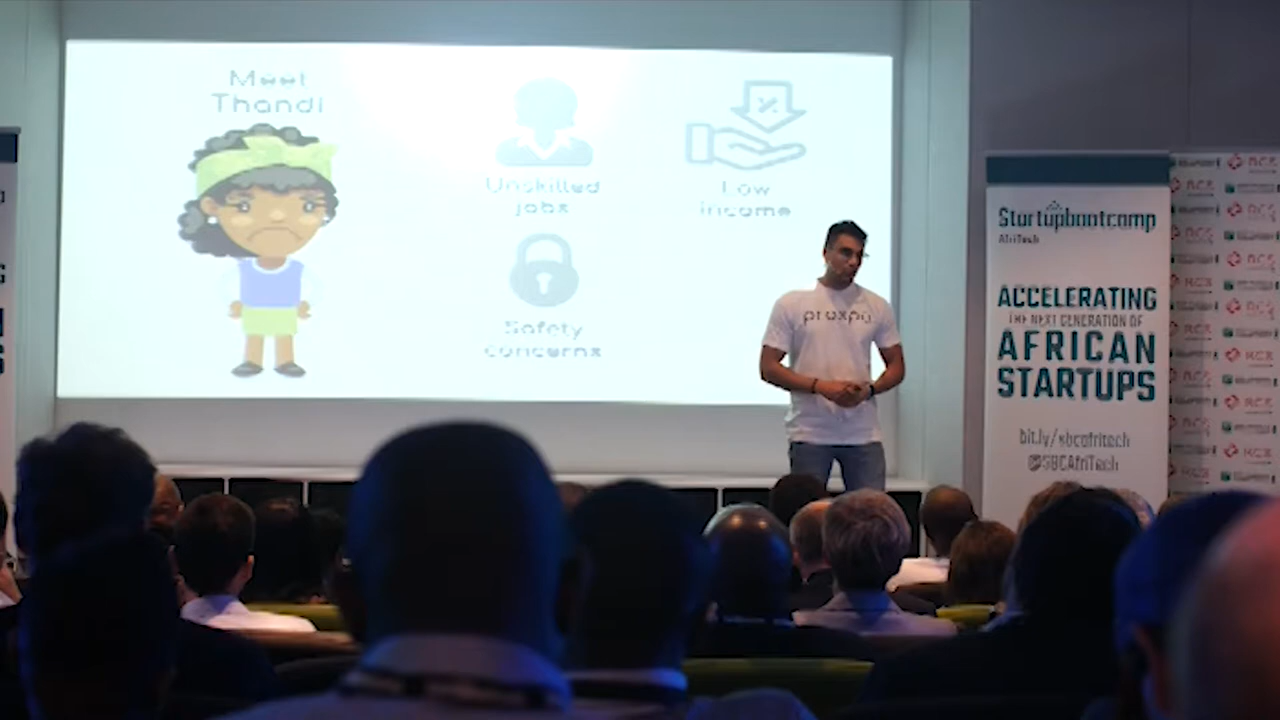 Meet
Thandi
Unskilled
jobs
Low
income
Safety
concerns
Startupbootcamp
AfriTech
ACCELERATING
THE NEXT GENERATION OF
AFRICAN
STARTUPS
bit.ly/sbcafritech
@SBCAfriTech